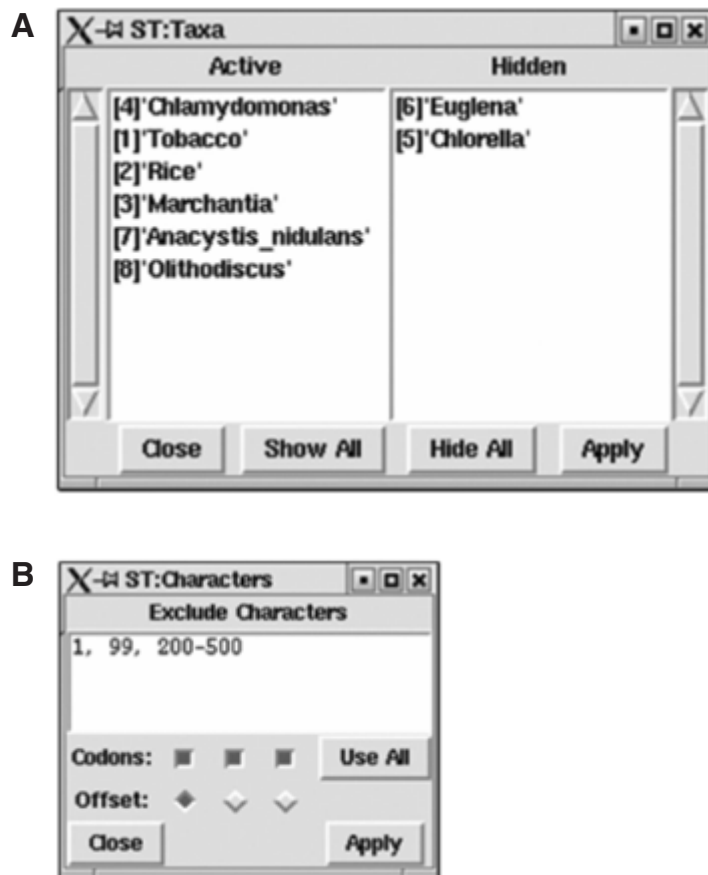 A
ST:Taxa
Active Hidden
[4]'Chlamydomonas' [6]'Euglena'
[1]'Tobacco' [5]'Chlorella'
[2]'Rice'
[3]'Marchantia'
[7]'Anacystis_nidulans'
[8]'Olithodiscus'
Close Show All Hide All Apply
B
ST:Characters
Exclude Characters
1, 99, 200-500
Codons: Use All
Offset:
Close Apply